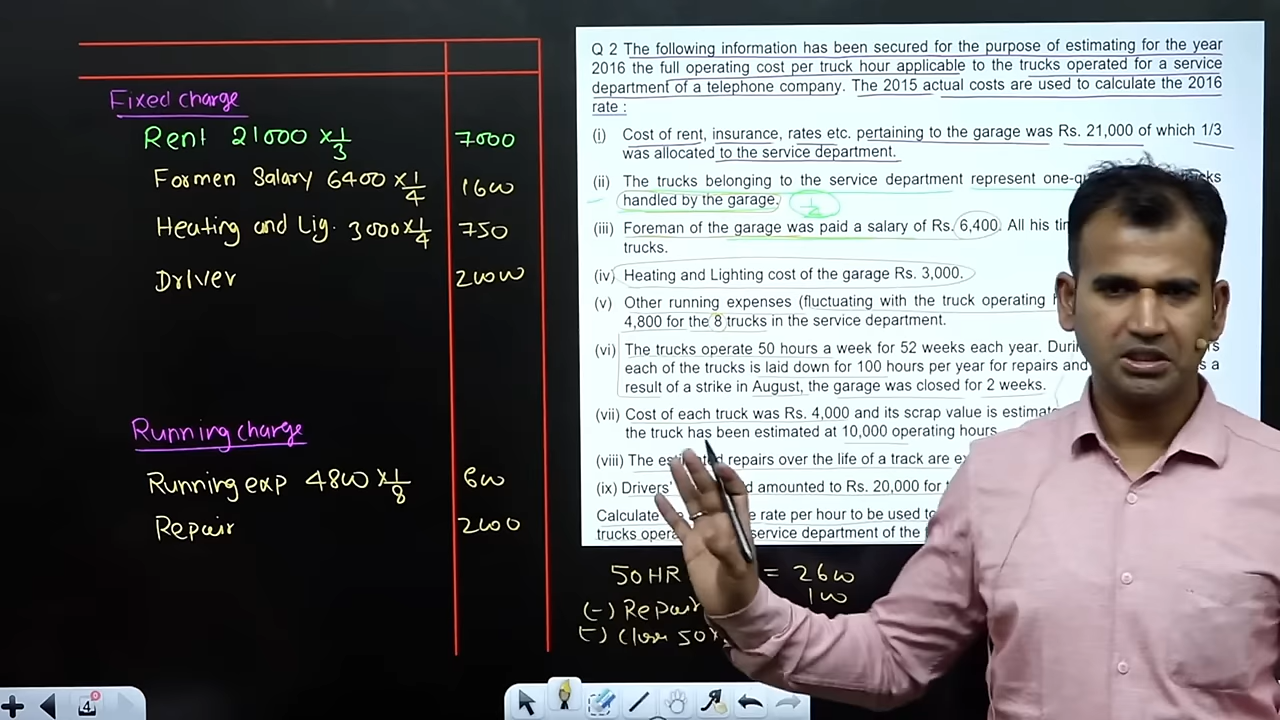 Fixed charge
Rent 21000 × 1/3 7000
Formen Salary 6400 × 1/4 1600
Heating and Lig. 3000 × 1/4 750
Driver
Running charge
Running exp 4800 × 1/8 600
Repair
Q 2 The following information has been secured for the purpose of estimating for the year
2016 the full operating cost per truck hour applicable to the trucks operated for a service
department of a telephone company. The 2015 actual costs are used to calculate the 2016
rate :
(i) Cost of rent, insurance, rates etc. pertaining to the garage was Rs. 21,000 of which 1/3
was allocated to the service department.
(ii) The trucks belonging to the service department represent
handled by the garage.
(iii) Foreman of the garage was paid a salary of Rs. 6,400. All his
trucks.
(iv) Heating and Lighting cost of the garage Rs. 3,000.
(v) Other running expenses (fluctuating with the truck operating
4,800 for the 8 trucks in the service department.
(vi) The trucks operate 50 hours a week for 52 weeks each year.
each of the trucks is laid down for 100 hours per year for repairs and a
result of a strike in August, the garage was closed for 2 weeks.
(vii) Cost of each truck was Rs. 4,000 and its scrap value is
the truck has been estimated at 10,000 operating hours.
(viii) The repairs over the life of a track are
(ix) Drivers' amounted to Rs. 20,000 for
Calculate rate per hour to be used to
trucks service department of the
50 HR = 2600
(-) Repair 100
(-) 50
4